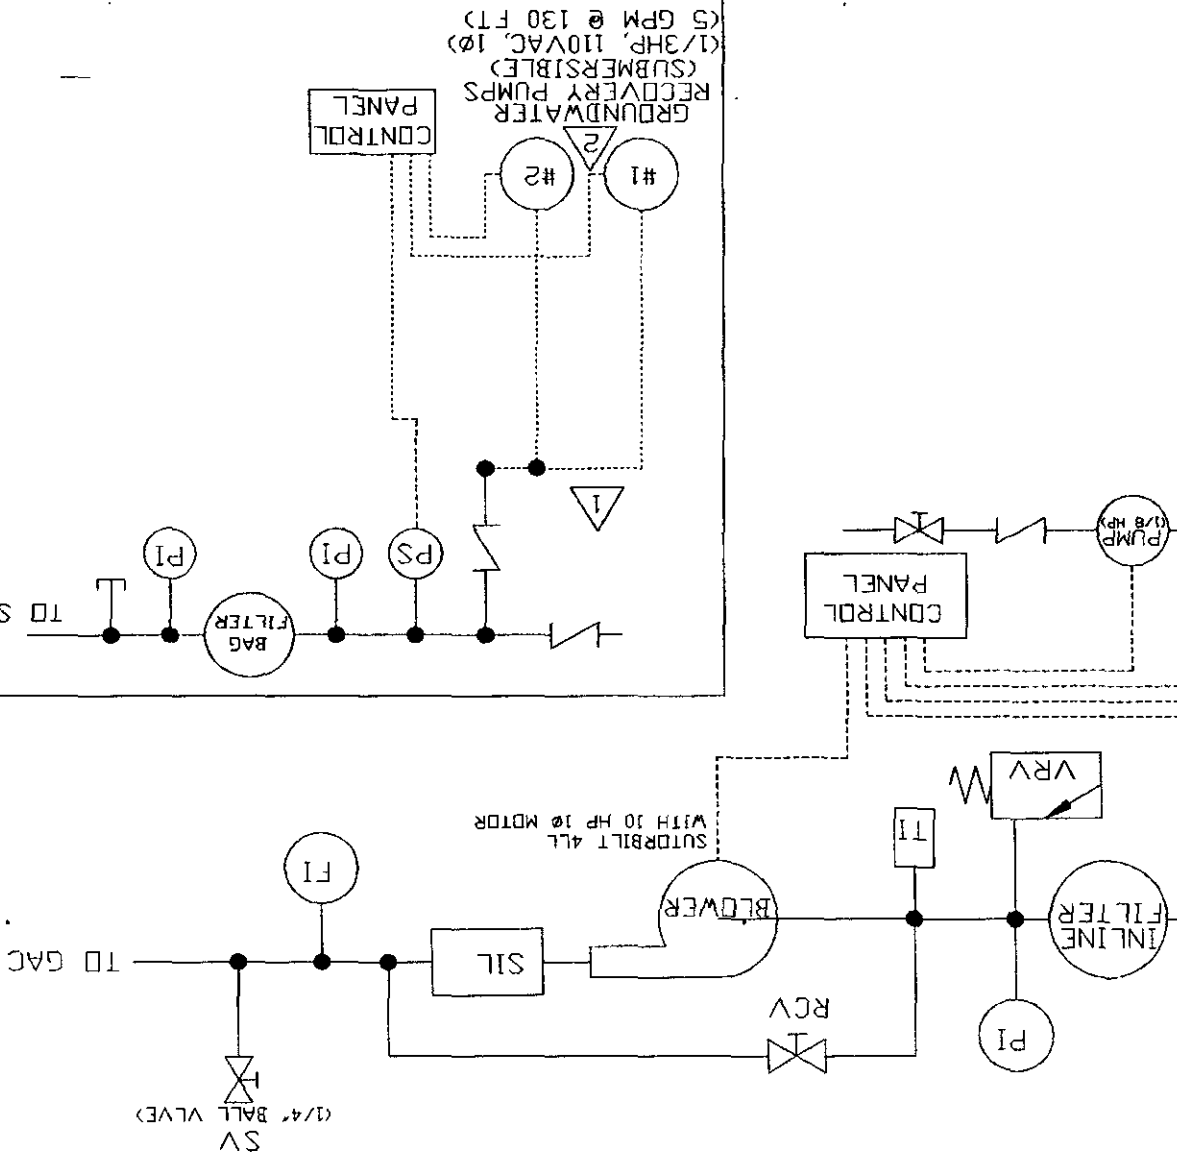 SV
(1/4" BALL VLVE)
PI
RCV
INLINE
FILTER
SIL
TO GAC
BLOWER
FI
TI
SUTORBILT 4LL
WITH 10 HP 1Ø MOTOR
VRV
CONTROL
PANEL
PUMP
(1/8 HP)
BAG
FILTER
TO S
PS
PI
PI
1
#1
#2
2
CONTROL
PANEL
GROUNDWATER
RECOVERY PUMPS
(SUBMERSIBLE)
(1/3HP, 110VAC, 1Ø)
(5 GPM @ 130 FT)